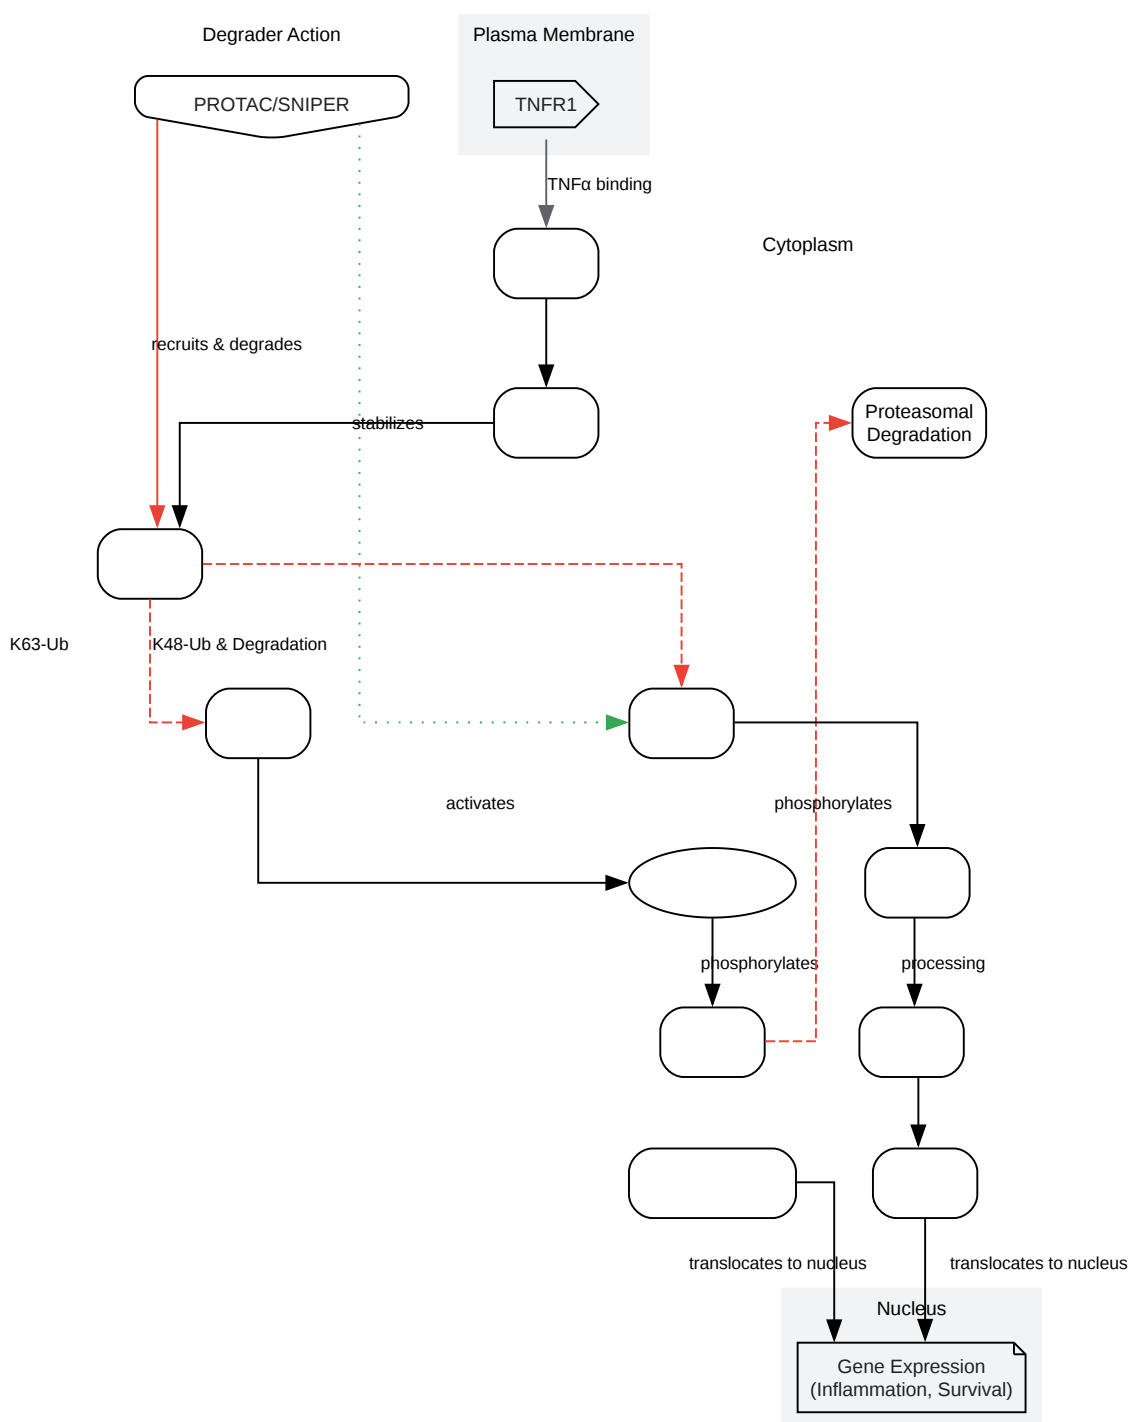 Degrader Action
Plasma Membrane
PROTAC/SNIPER
TNFR1
TNFα binding
Cytoplasm
recruits & degrades
stabilizes
Proteasomal
Degradation
K63-Ub
K48-Ub & Degradation
activates
phosphorylates
phosphorylates
processing
translocates to nucleus
translocates to nucleus
Nucleus
Gene Expression
(Inflammation, Survival)